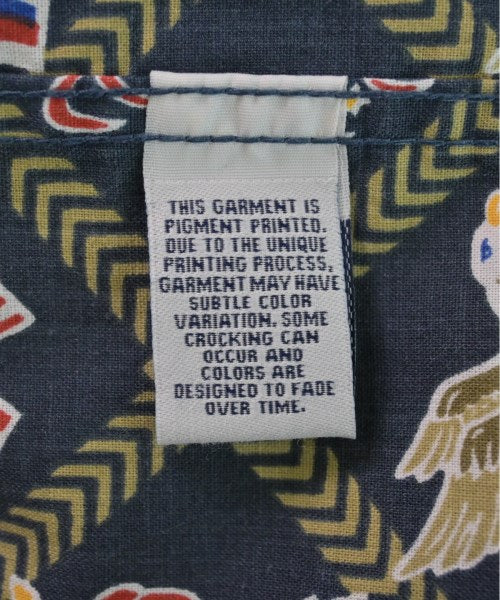 THIS GARMENT IS
PIGMENT PRINTED.
DUE TO THE UNIQUE
PRINTING PROCESS,
GARMENT MAY HAVE
SUBTLE COLOR
VARIATION. SOME
CROCKING CAN
OCCUR AND
COLORS ARE
DESIGNED TO FADE
OVER TIME.